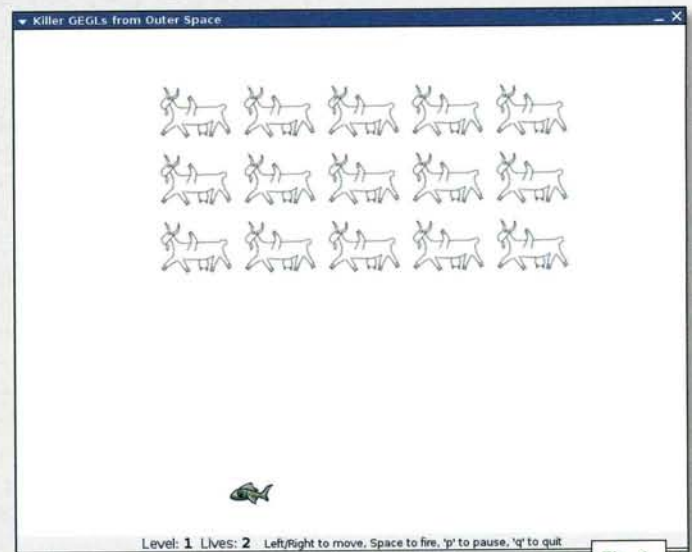 Killer GEGLs from Outer Space
Level: 1 Lives: 2 Left/Right to move, Space to fire, 'p' to pause, 'q' to quit